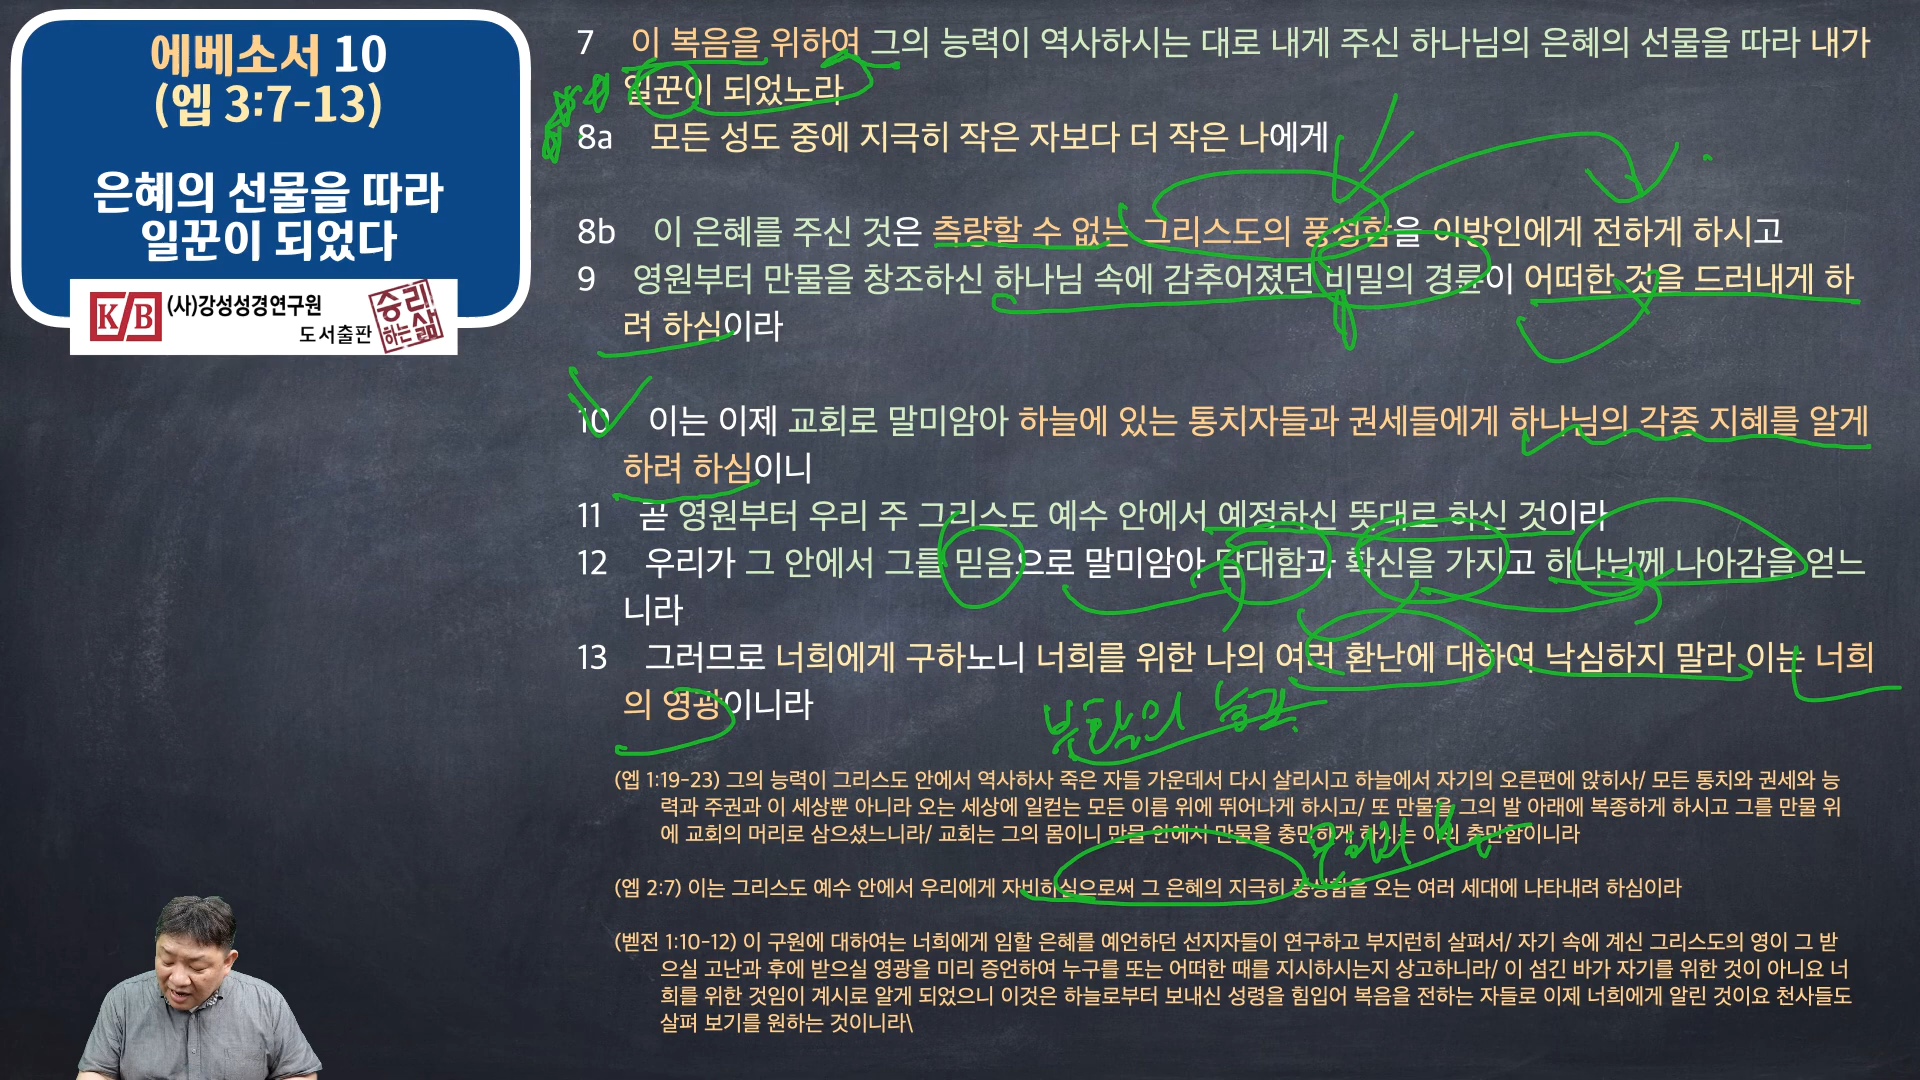 에베소서 10
(엡 3:7-13)
은혜의 선물을 따라
일꾼이 되었다
KB (사)강성성경연구원
도서출판 승리하는 삶
7 이 복음을 위하여 그의 능력이 역사하시는 대로 내게 주신 하나님의 은혜의 선물을 따라 내가
일꾼이 되었노라
8a 모든 성도 중에 지극히 작은 자보다 더 작은 나에게
8b 이 은혜를 주신 것은 측량할 수 없는 그리스도의 풍성함을 이방인에게 전하게 하시고
9 영원부터 만물을 창조하신 하나님 속에 감추어졌던 비밀의 경륜이 어떠한 것을 드러내게 하
려 하심이라
10 이는 이제 교회로 말미암아 하늘에 있는 통치자들과 권세들에게 하나님의 각종 지혜를 알게
하려 하심이니
11 곧 영원부터 우리 주 그리스도 예수 안에서 예정하신 뜻대로 하신 것이라
12 우리가 그 안에서 그를 믿음으로 말미암아 담대함과 확신을 가지고 하나님께 나아감을 얻느
니라
13 그러므로 너희에게 구하노니 너희를 위한 나의 여러 환난에 대하여 낙심하지 말라 이는 너희
의 영광이니라
(엡 1:19-23) 그의 능력이 그리스도 안에서 역사하사 죽은 자들 가운데서 다시 살리시고 하늘에서 자기의 오른편에 앉히사/ 모든 통치와 권세와 능
력과 주권과 이 세상뿐 아니라 오는 세상에 일컫는 모든 이름 위에 뛰어나게 하시고/ 또 만물을 그의 발 아래에 복종하게 하시고 그를 만물 위
에 교회의 머리로 삼으셨느니라/ 교회는 그의 몸이니 만물 안에서 만물을 충만하게 하시는 이의 충만함이니라
(엡 2:7) 이는 그리스도 예수 안에서 우리에게 자비하심으로써 그 은혜의 지극히 풍성함을 오는 여러 세대에 나타내려 하심이라
(벧전 1:10-12) 이 구원에 대하여는 너희에게 임할 은혜를 예언하던 선지자들이 연구하고 부지런히 살펴서/ 자기 속에 계신 그리스도의 영이 그 받
으실 고난과 후에 받으실 영광을 미리 증언하여 누구를 또는 어떠한 때를 지시하시는지 상고하니라/ 이 섬긴 바가 자기를 위한 것이 아니요 너
희를 위한 것임이 계시로 알게 되었으니 이것은 하늘로부터 보내신 성령을 힘입어 복음을 전하는 자들로 이제 너희에게 알린 것이요 천사들도
살펴 보기를 원하는 것이니라\